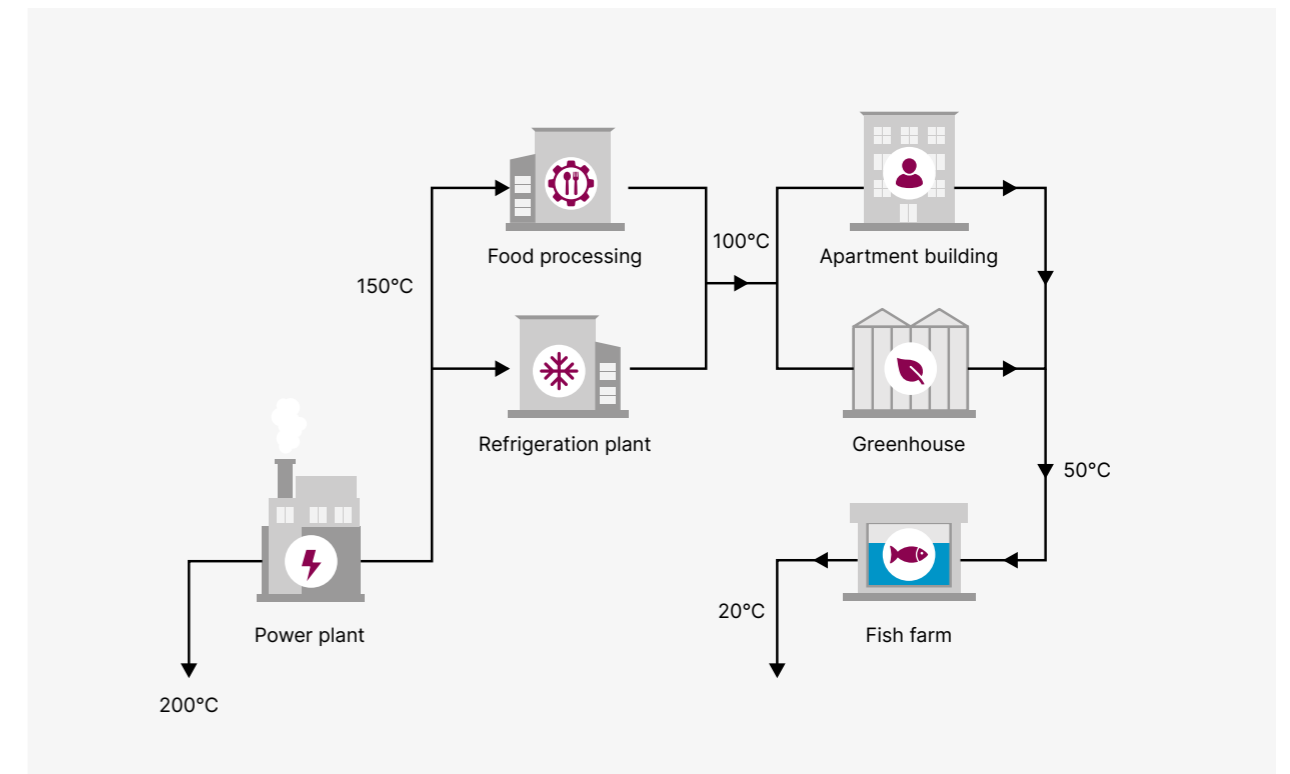 100°C
Food processing
Apartment building
150°C
Refrigeration plant
Greenhouse
50°C
20°C
Power plant
Fish farm
200°C